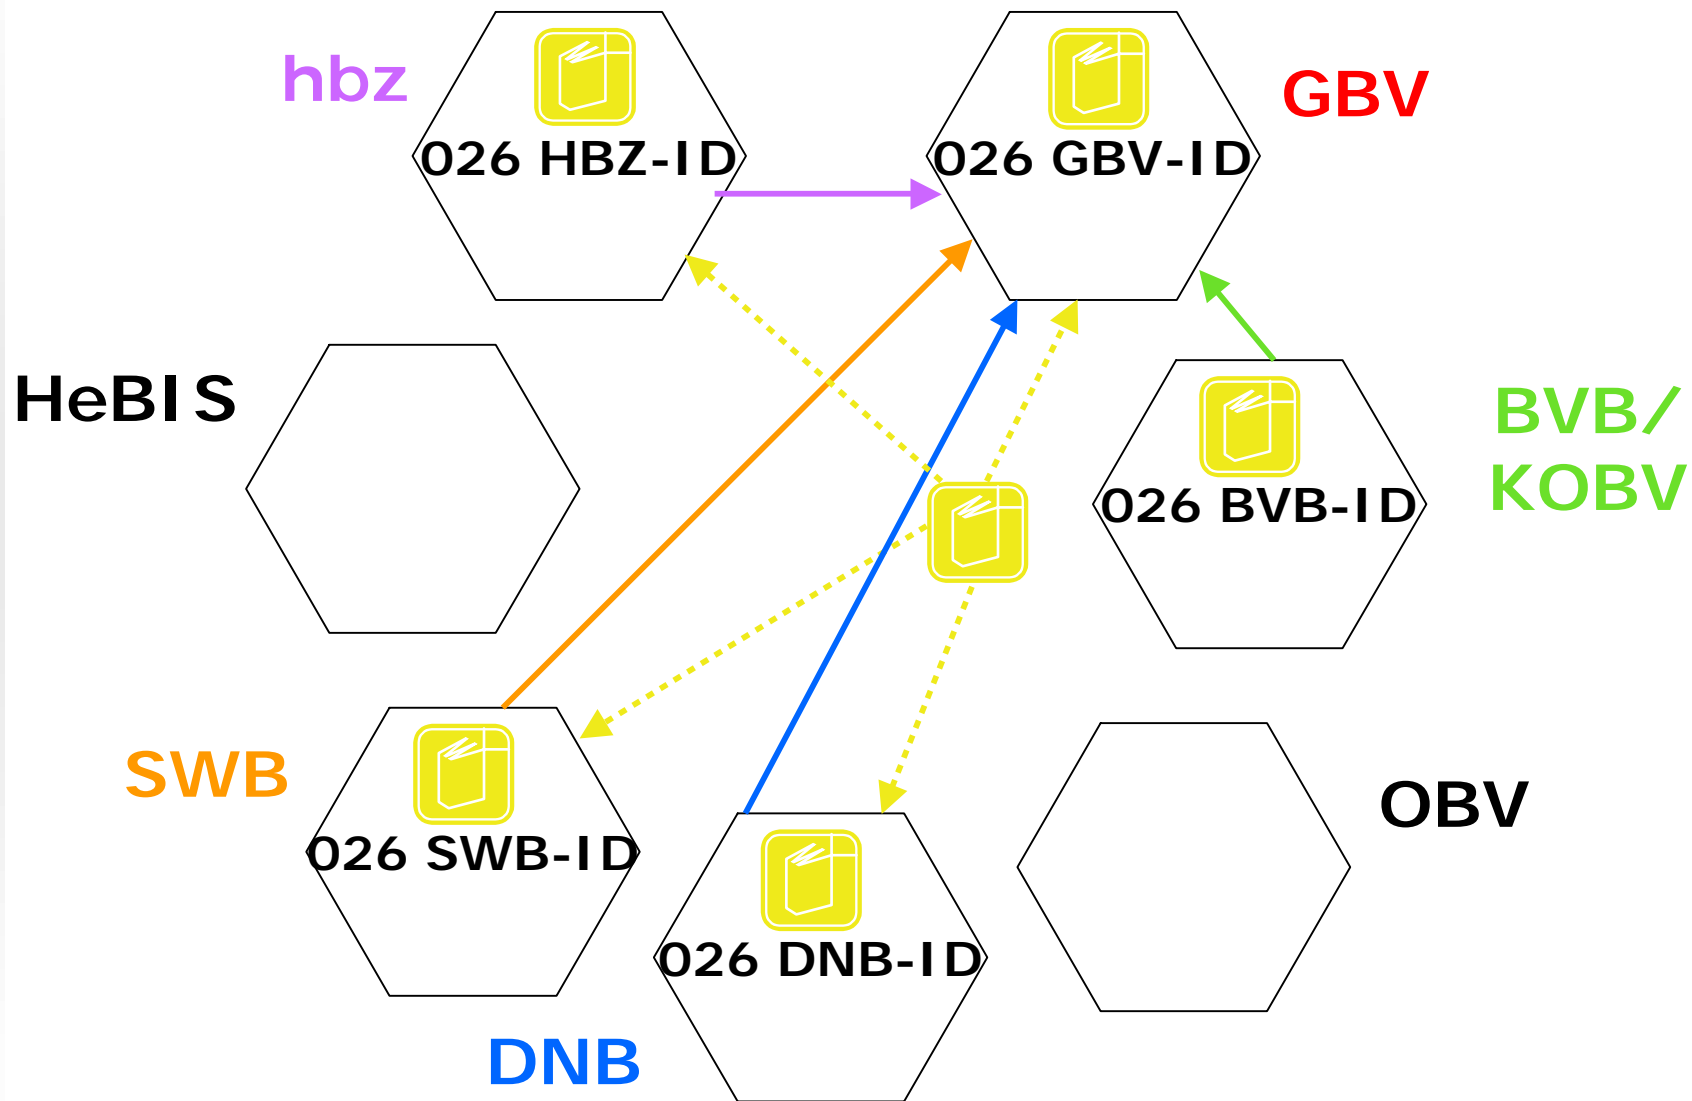 hbz
026 HBZ-ID
GBV
026 GBV-ID
HeBIS
BVB/
KOBV
026 BVB-ID
SWB
026 SWB-ID
OBV
026 DNB-ID
DNB